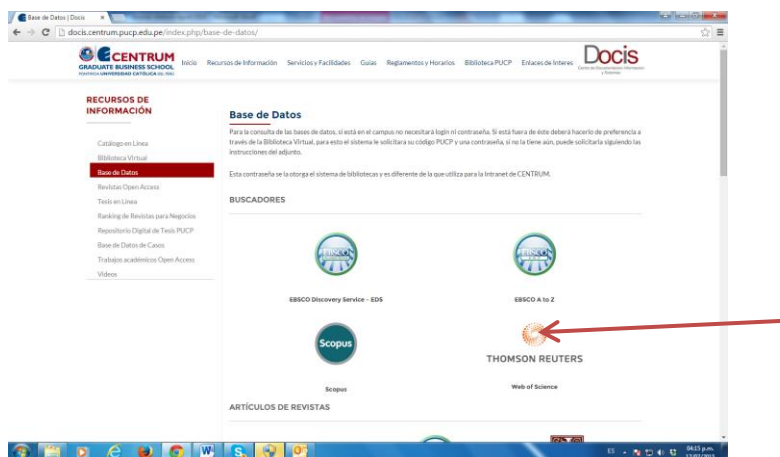 Base de Datos | Docis
docis.centrum.pucp.edu.pe/index.php/base-de-datos/
CENTRUM
GRADUATE BUSINESS SCHOOL
PONTIFICIA UNIVERSIDAD CATÓLICA DEL PERÚ
Inicio Recursos de Información Servicios y Facilidades Guías Reglamentos y Horarios Biblioteca PUCP Enlaces de Interes
Docis
Centro de Documentación, Información
y Sistemas
RECURSOS DE
INFORMACIÓN
Catálogo en Línea
Biblioteca Virtual
Base de Datos
Revistas Open Access
Tesis en Línea
Ranking de Revistas para Negocios
Repositorio Digital de Tesis PUCP
Base de Datos de Casos
Trabajos académicos Open Access
Videos
Base de Datos
Para la consulta de las bases de datos, si está en el campus no necesitará login ni contraseña. Si está fuera de éste deberá hacerlo de preferencia a
través de la Biblioteca Virtual, para esto el sistema le solicitara su código PUCP y una contraseña, si no la tiene aún, puede solicitarla siguiendo las
instrucciones del adjunto.
Esta contraseña se la otorga el sistema de bibliotecas y es diferente de la que utiliza para la Intranet de CENTRUM.
BUSCADORES
EBSCO
EBSCO
EBSCO Discovery Service - EDS
EBSCO A to Z
Scopus
THOMSON REUTERS
Scopus
Web of Science
ARTÍCULOS DE REVISTAS
ES
04:15 p.m.